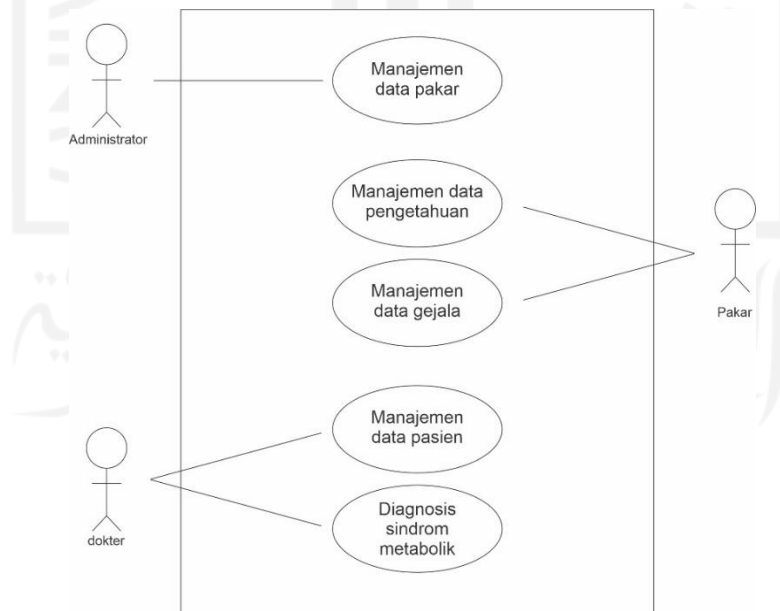 Manajemen
data pakar
Administrator
Manajemen data
pengetahuan
Manajemen
data gejala
Pakar
Manajemen
data pasien
Diagnosis
sindrom
metabolik
dokter